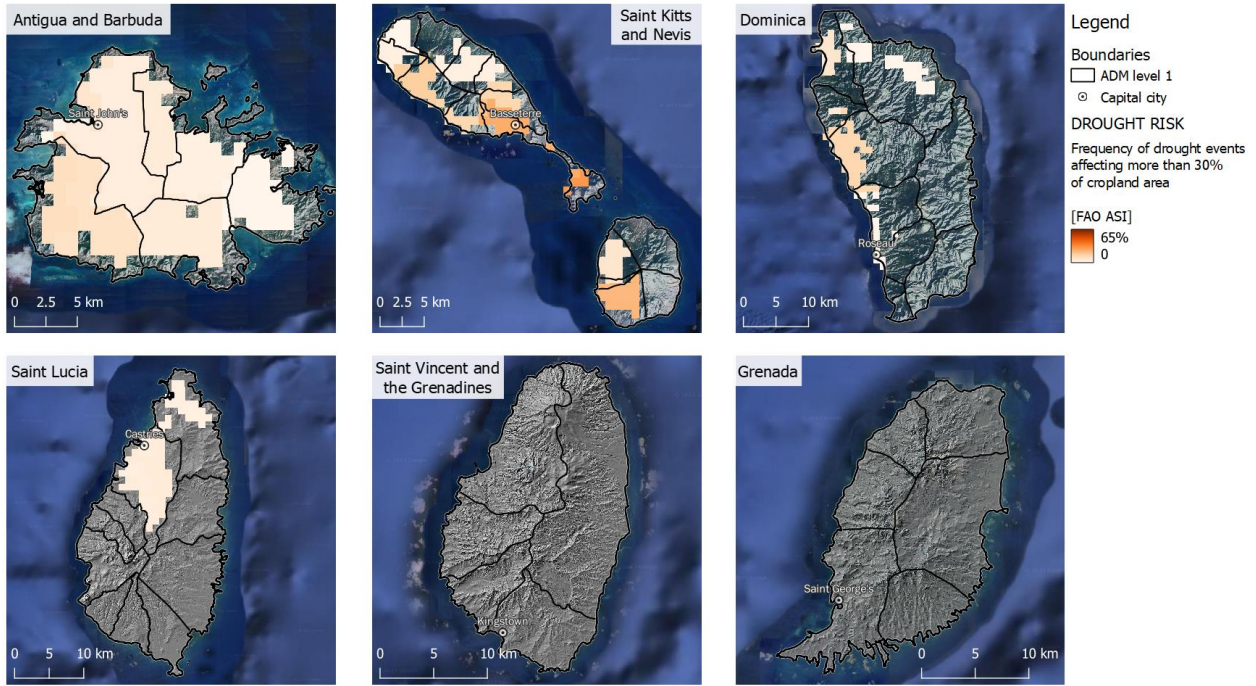 Antigua and Barbuda
Saint John's
0 2.5 5 km
Saint Kitts
and Nevis
Basseterre
0 2.5 5 km
Dominica
Roseau
0 5 10 km
Legend
Boundaries
ADM level 1
Capital city
DROUGHT RISK
Frequency of drought events
affecting more than 30%
of cropland area
[FAO ASI]
65%
0
Saint Lucia
Castries
0 5 10 km
Saint Vincent and
the Grenadines
Kingstown
0 5 10 km
Grenada
Saint George's
0 5 10 km